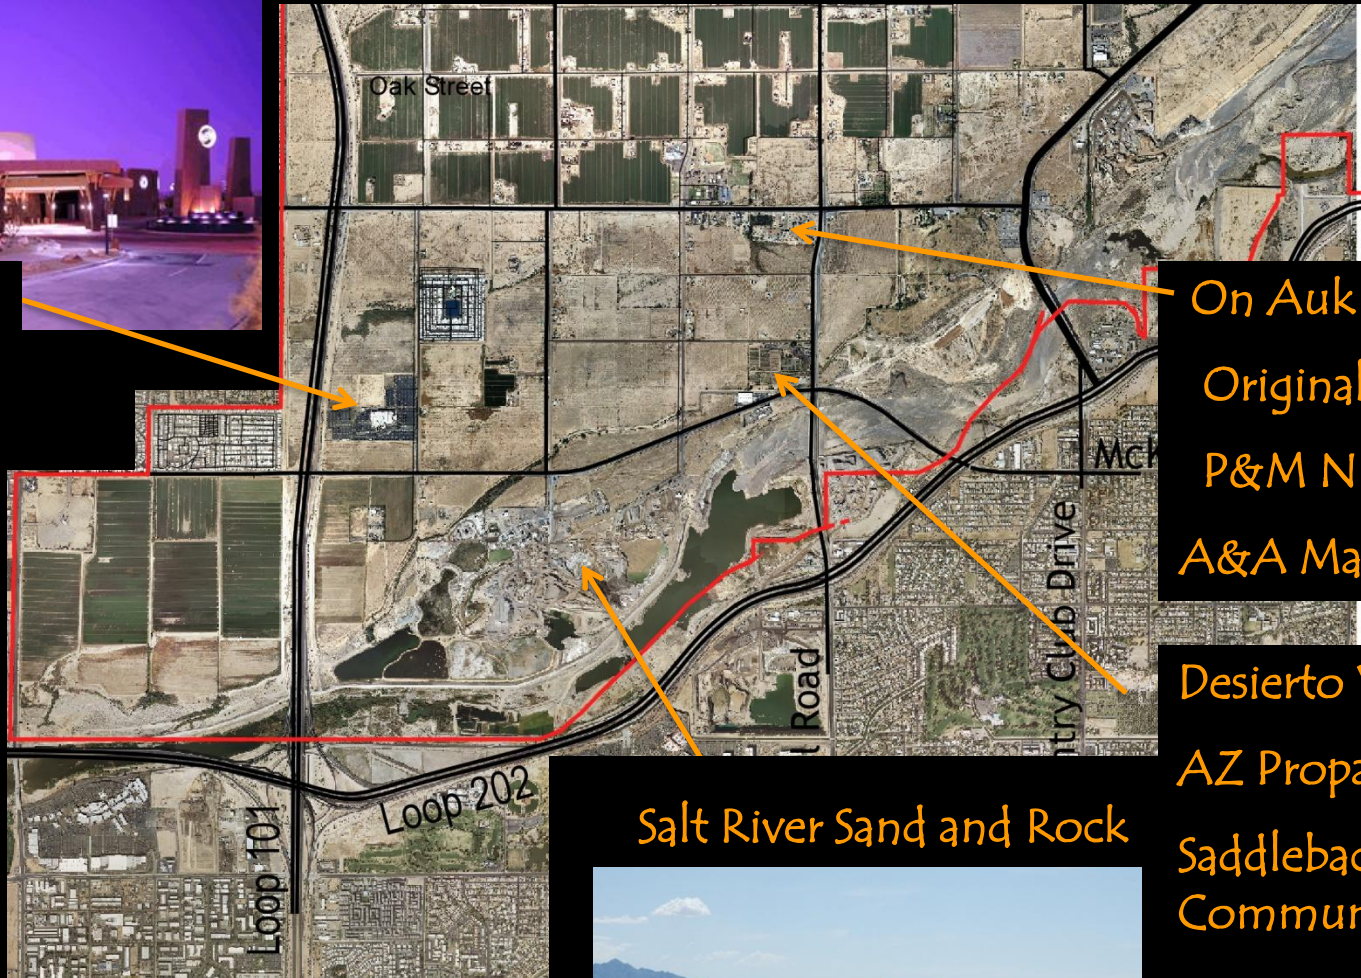 Oak Street
On Auk
Original
P&M N
A&A Ma
McK
Country Club Drive
Road
Desierto
AZ Propa
Saddleba
Commun
Loop 202
Loop 101
Salt River Sand and Rock